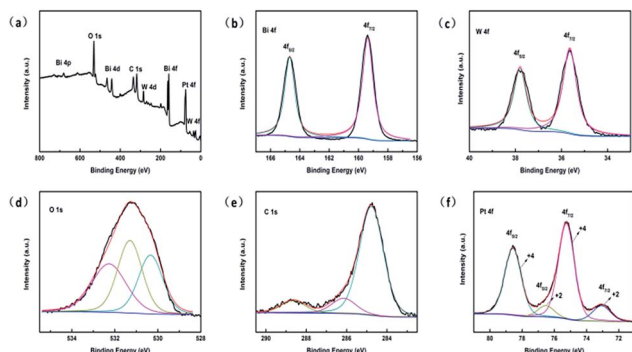 (a)
O 1s
Bi 4p
Bi 4d
C 1s
W 4d
Bi 4f
Pt 4f
W 4f
Intensity (a.u.)
800 600 400 200 0
Binding Energy (eV)
(b)
Bi 4f
4f5/2
4f7/2
Intensity (a.u.)
166 164 162 160 158 156
Binding Energy (eV)
(c)
W 4f
4f5/2
4f7/2
Intensity (a.u.)
40 38 36 34
Binding Energy (eV)
(d)
O 1s
Intensity (a.u.)
534 532 530 528
Binding Energy (eV)
(e)
C 1s
Intensity (a.u.)
290 288 286 284
Binding Energy (eV)
(f)
Pt 4f
4f5/2
+4
4f7/2
+4
4f5/2
+2
4f7/2
+2
Intensity (a.u.)
80 78 76 74 72
Binding Energy (eV)